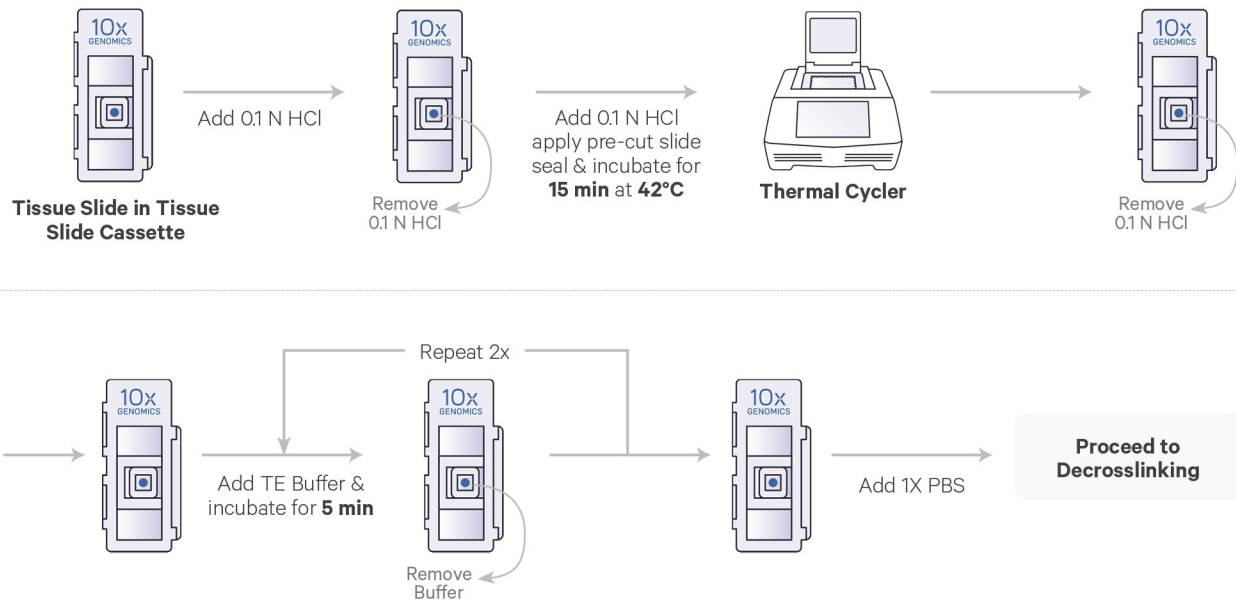 10x
GENOMICS
Tissue Slide in Tissue
Slide Cassette
Add 0.1 N HCl
10x
GENOMICS
Remove
0.1 N HCl
Add 0.1 N HCl
apply pre-cut slide
seal & incubate for
15 min at 42°C
Thermal Cycler
10x
GENOMICS
Remove
0.1 N HCl
10x
GENOMICS
Add TE Buffer &
incubate for 5 min
Repeat 2x
10x
GENOMICS
Remove
Buffer
10x
GENOMICS
Add 1X PBS
Proceed to
Decrosslinking